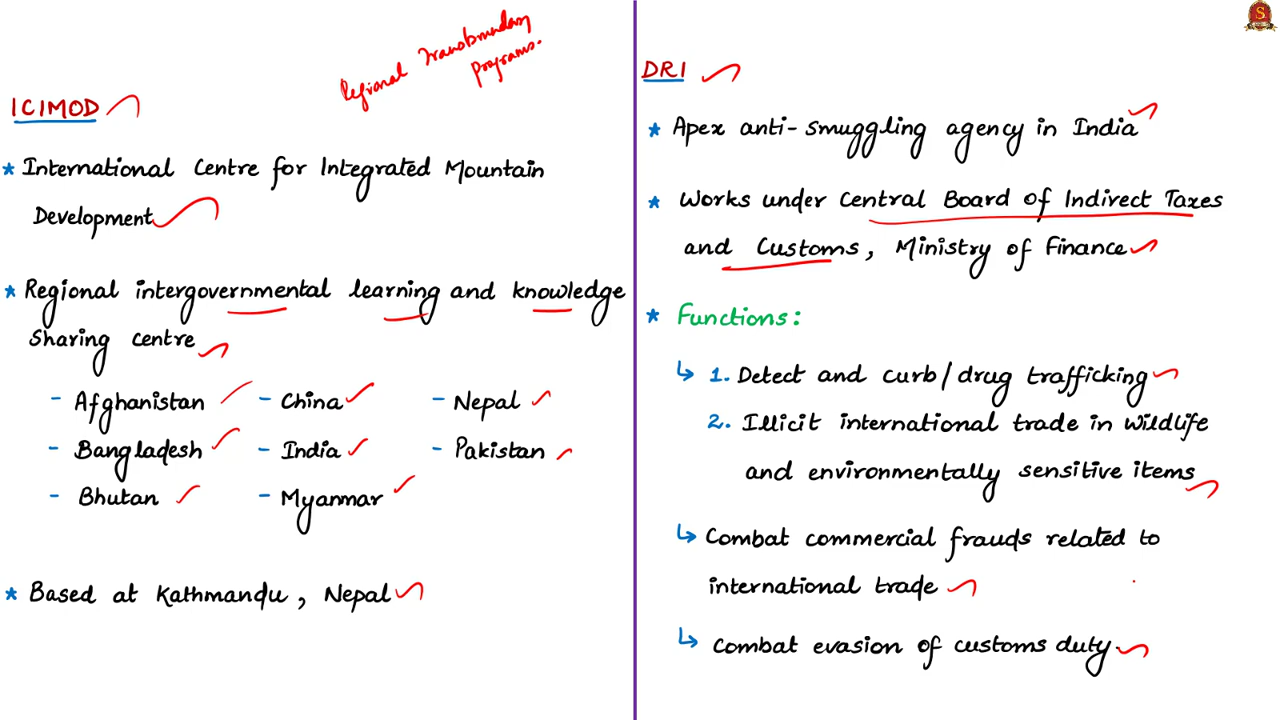 Regional Transboundary
programs.
ICIMOD
* International Centre for Integrated Mountain
Development
* Regional intergovernmental learning and knowledge
Sharing centre
- Afghanistan - China - Nepal
- Bangladesh - India - Pakistan
- Bhutan - Myanmar
* Based at Kathmandu, Nepal
S
DRI
* Apex anti-smuggling agency in India
* Works under Central Board of Indirect Taxes
and Customs, Ministry of Finance
* Functions:
↳ 1. Detect and curb/drug trafficking
2. Illicit international trade in wildlife
and environmentally sensitive items
↳ Combat commercial frauds related to
international trade
↳ Combat evasion of customs duty